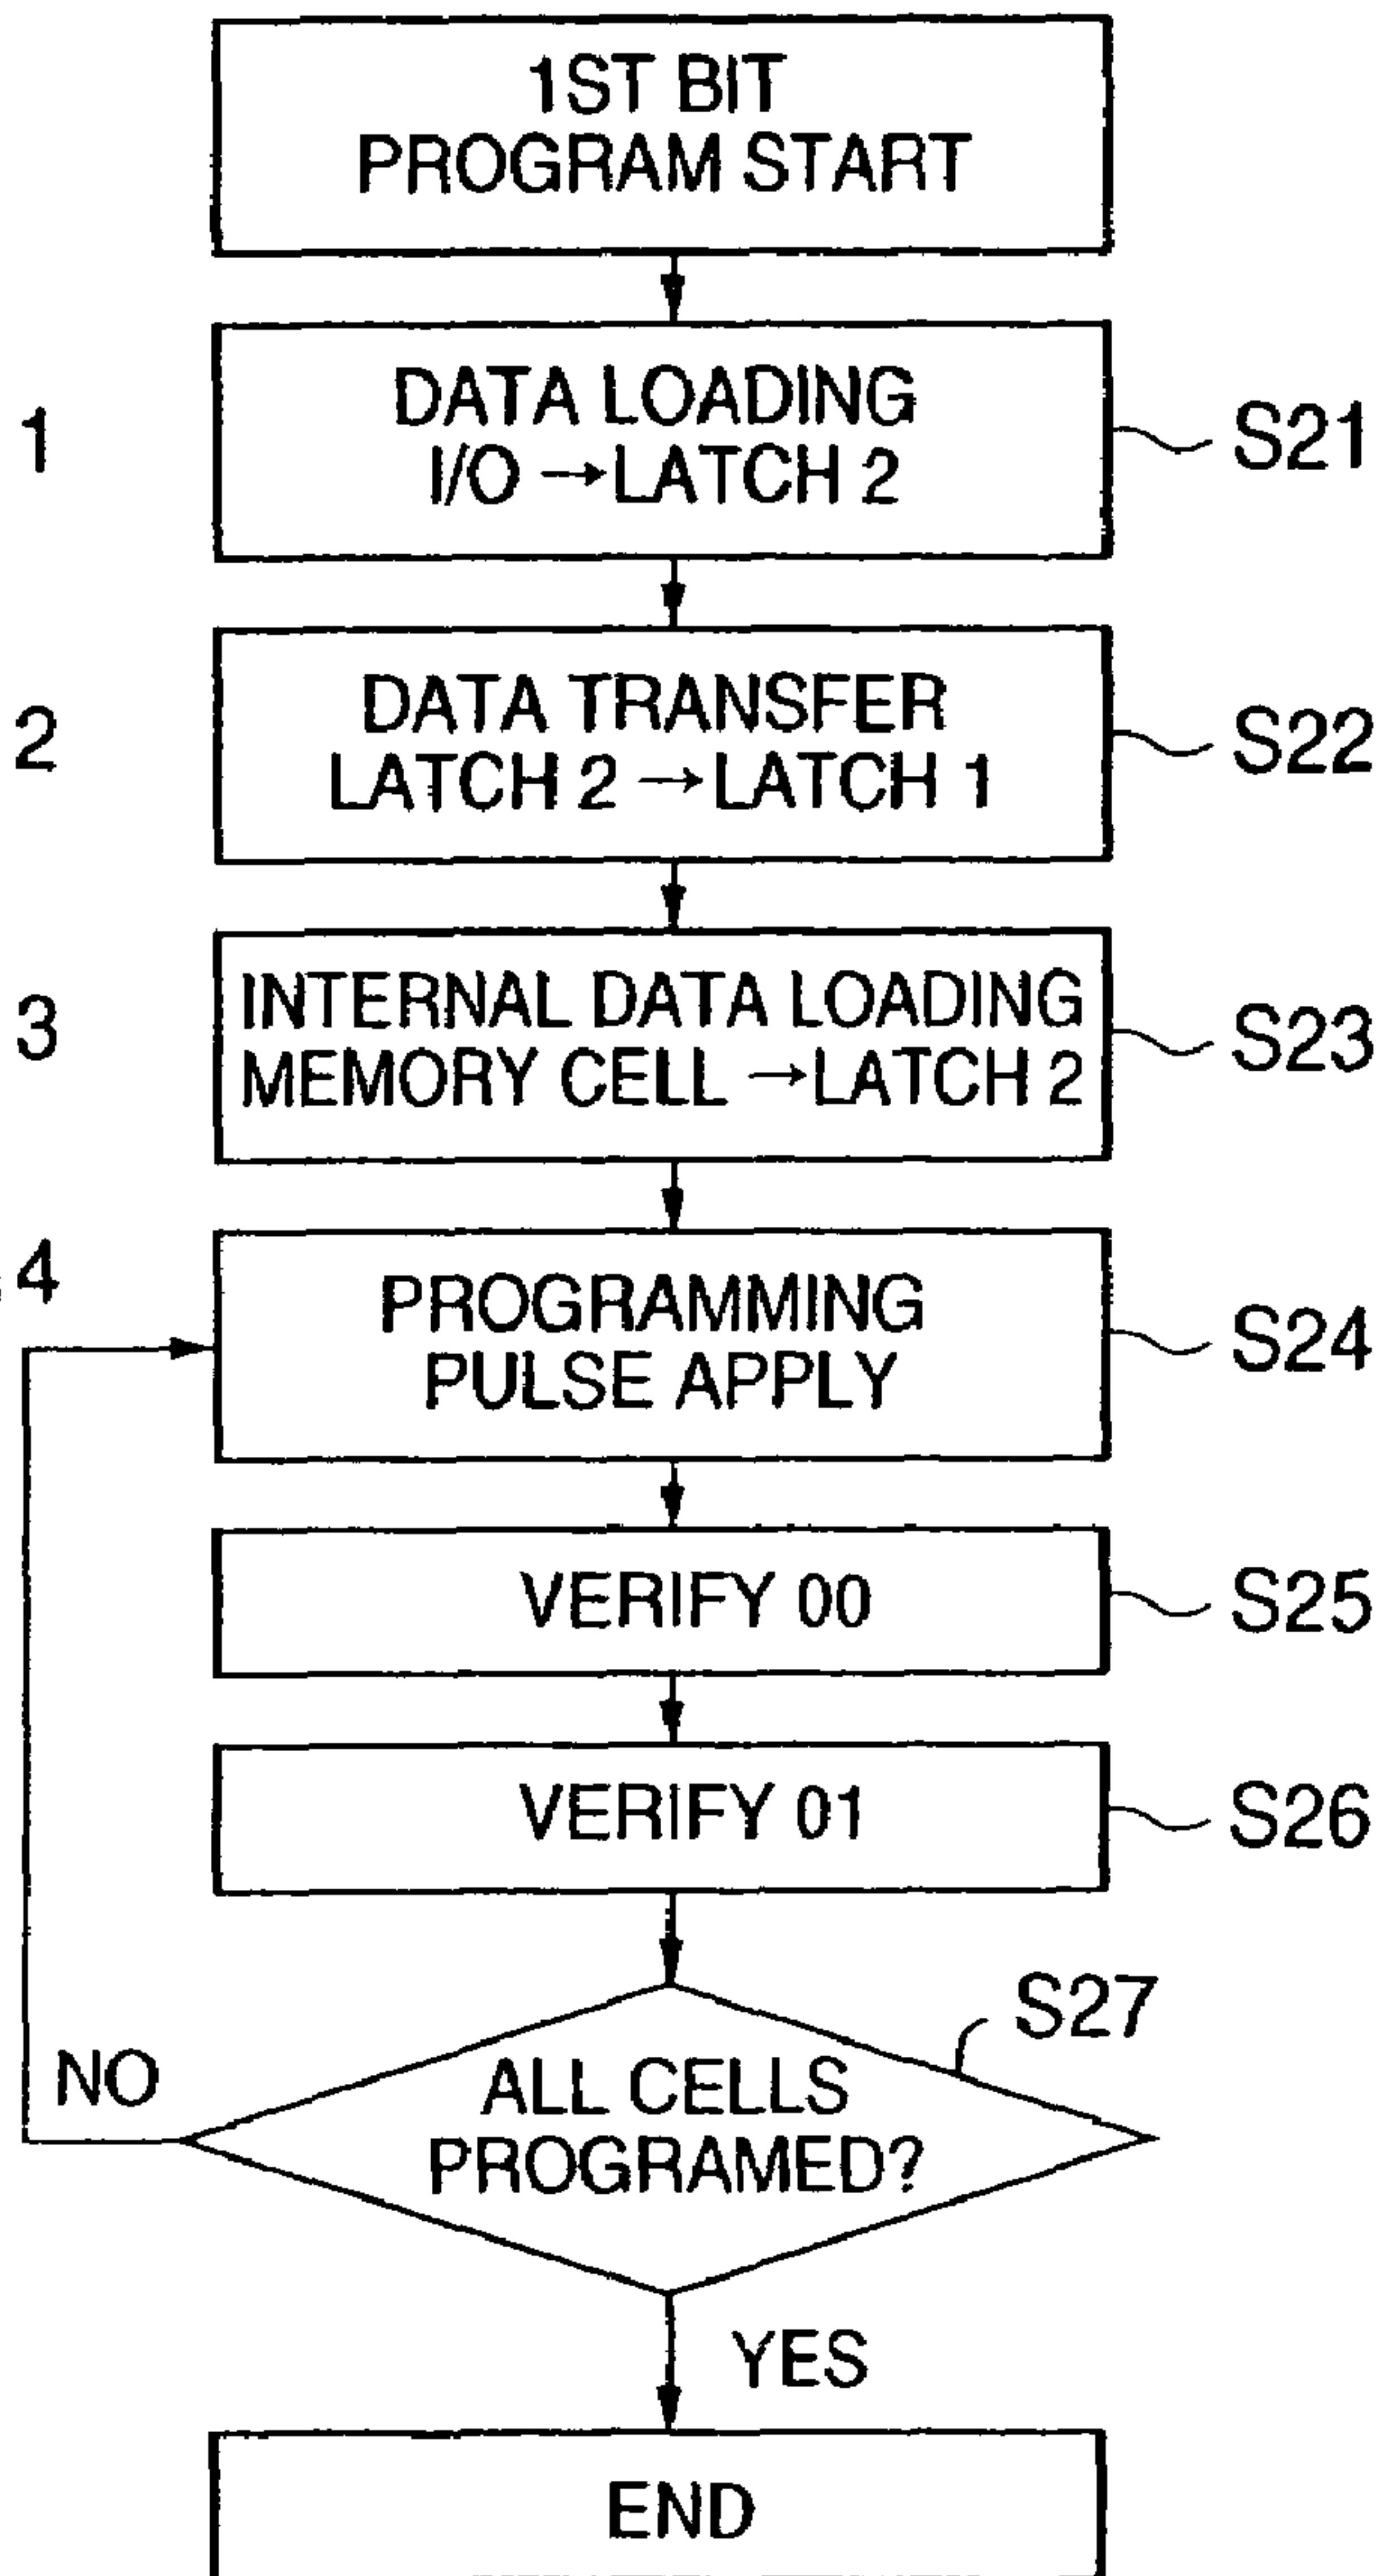 1ST BIT
PROGRAM START
1
DATA LOADING
I/O →LATCH 2
S21
2
DATA TRANSFER
LATCH 2 →LATCH 1
S22
3
INTERNAL DATA LOADING
MEMORY CELL →LATCH 2
S23
4
PROGRAMMING
PULSE APPLY
S24
VERIFY 00
S25
VERIFY 01
S26
S27
NO
ALL CELLS
PROGRAMED?
YES
END